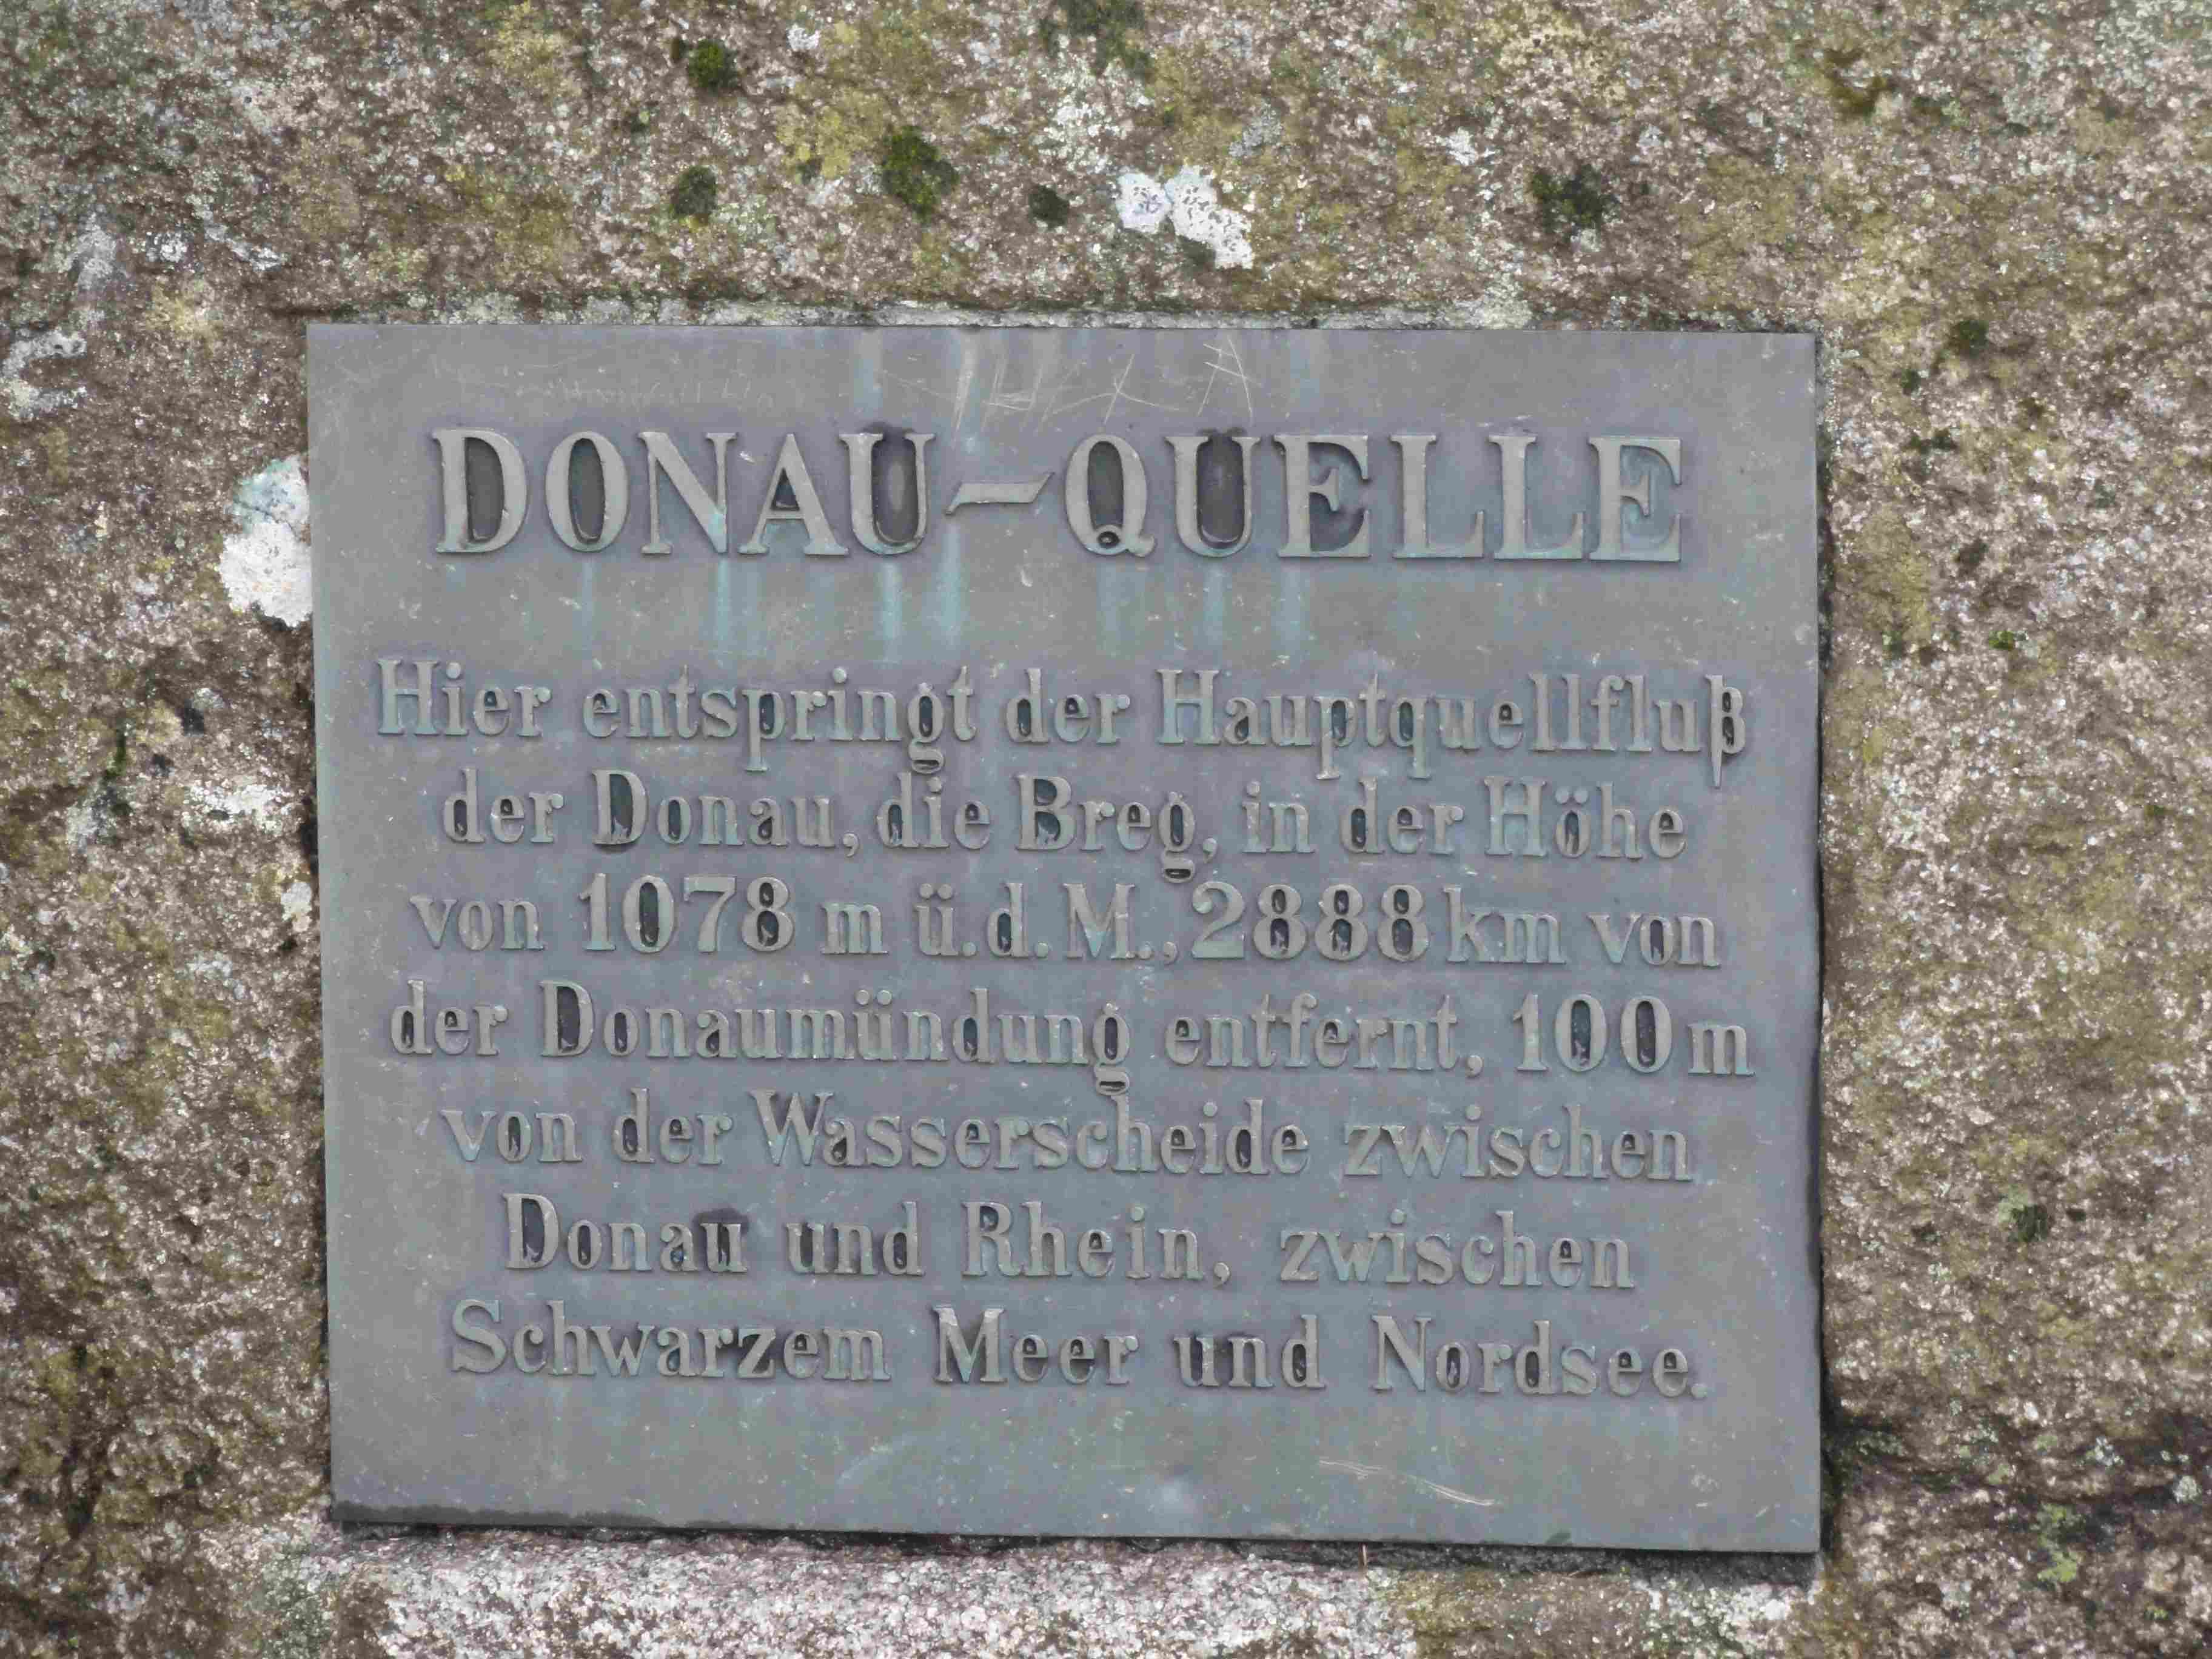 DONAU-QUELLE
Hier entspringt der Hauptquellfluß
der Donau, die Breg, in der Höhe
von 1078 m ü.d.M., 2888 km von
der Donaumündung entfernt, 100 m
von der Wasserscheide zwischen
Donau und Rhein, zwischen
Schwarzem Meer und Nordsee.